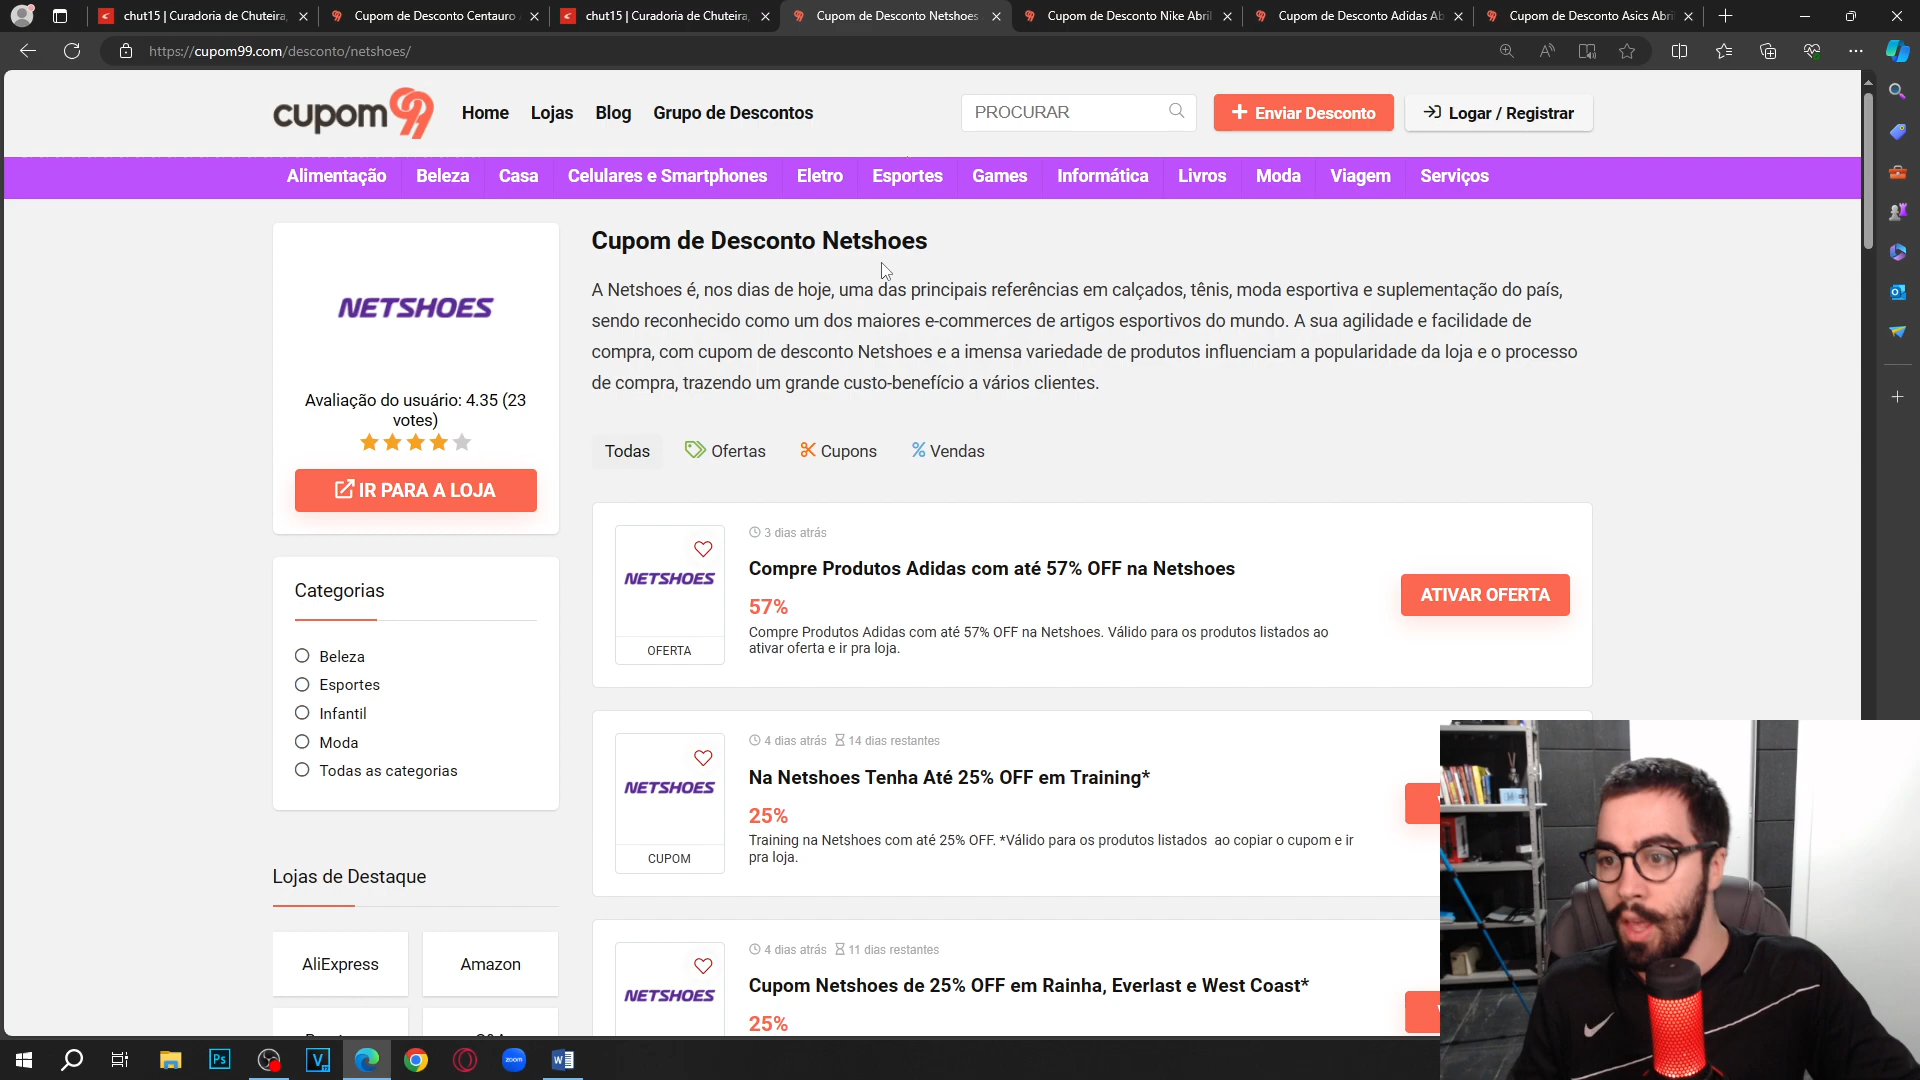 chut15 | Curadoria de Chuteira,
Cupom de Desconto Centauro
chut15 | Curadoria de Chuteira,
Cupom de Desconto Netshoes
Cupom de Desconto Nike Abril
Cupom de Desconto Adidas Ab
Cupom de Desconto Asics Abri
https://cupom99.com/desconto/netshoes/
cupom99
Home
Lojas
Blog
Grupo de Descontos
PROCURAR
Enviar Desconto
Logar / Registrar
Alimentação
Beleza
Casa
Celulares e Smartphones
Eletro
Esportes
Games
Informática
Livros
Moda
Viagem
Serviços
NETSHOES
Avaliação do usuário: 4.35 (23
votes)
IR PARA A LOJA
Categorias
Beleza
Esportes
Infantil
Moda
Todas as categorias
Lojas de Destaque
AliExpress
Amazon
Cupom de Desconto Netshoes
A Netshoes é, nos dias de hoje, uma das principais referências em calçados, tênis, moda esportiva e suplementação do país,
sendo reconhecido como um dos maiores e-commerces de artigos esportivos do mundo. A sua agilidade e facilidade de
compra, com cupom de desconto Netshoes e a imensa variedade de produtos influenciam a popularidade da loja e o processo
de compra, trazendo um grande custo-benefício a vários clientes.
Todas
Ofertas
Cupons
Vendas
NETSHOES
OFERTA
3 dias atrás
Compre Produtos Adidas com até 57% OFF na Netshoes
57%
Compre Produtos Adidas com até 57% OFF na Netshoes. Válido para os produtos listados ao
ativar oferta e ir pra loja.
ATIVAR OFERTA
NETSHOES
CUPOM
4 dias atrás
14 dias restantes
Na Netshoes Tenha Até 25% OFF em Training*
25%
Training na Netshoes com até 25% OFF. *Válido para os produtos listados ao copiar o cupom e ir
pra loja.
NETSHOES
4 dias atrás
11 dias restantes
Cupom Netshoes de 25% OFF em Rainha, Everlast e West Coast*
25%
Ps
V
zoom
W